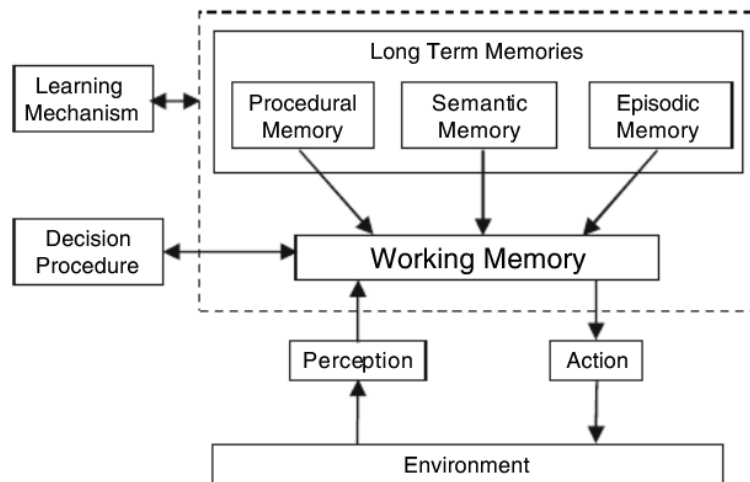 Long Term Memories
Learning
Mechanism
Procedural
Memory
Semantic
Memory
Episodic
Memory
Decision
Procedure
Working Memory
Perception
Action
Environment